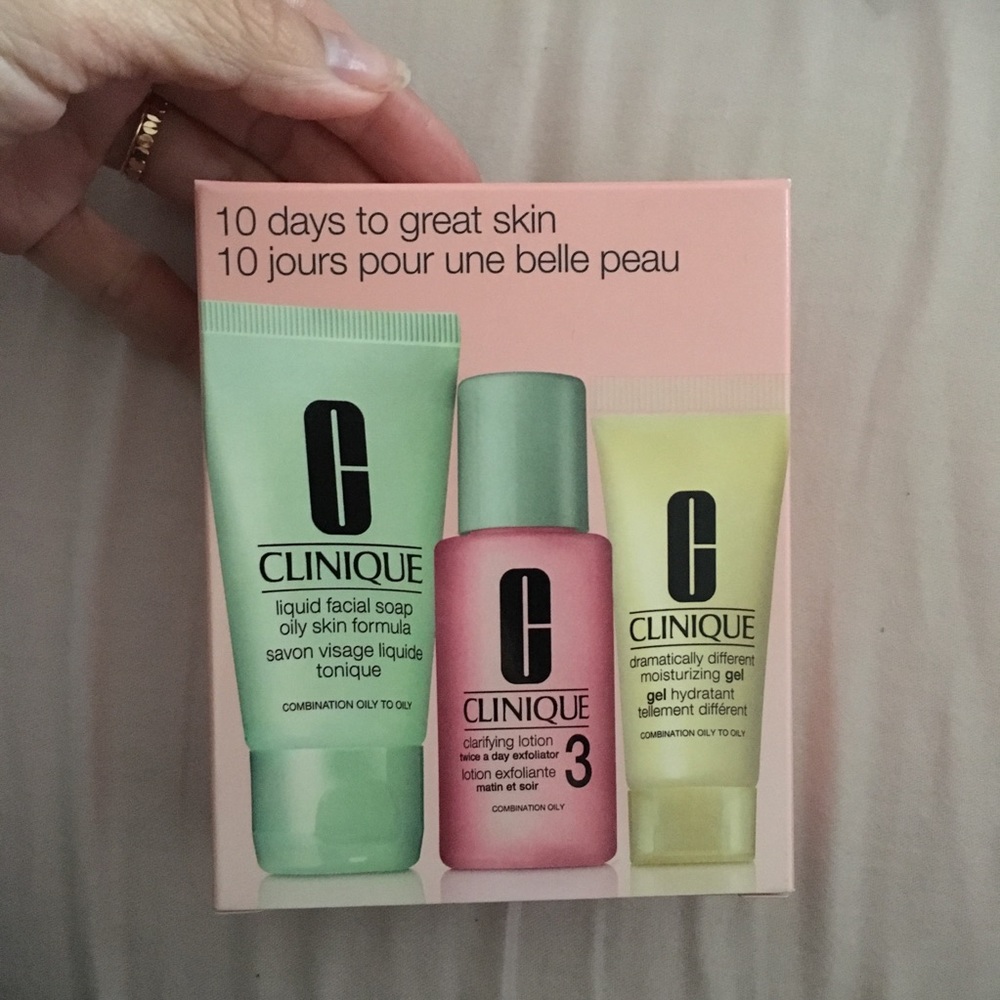 10 days to great skin
10 jours pour une belle peau
C
CLINIQUE
liquid facial soap
oily skin formula
savon visage liquide
tonique
COMBINATION OILY TO OILY
C
CLINIQUE
clarifying lotion
twice a day exfoliator
lotion exfoliante
matin et soir
3
COMBINATION OILY
C
CLINIQUE
dramatically different
moisturizing gel
gel hydratant
tellement différent
COMBINATION OILY TO OILY